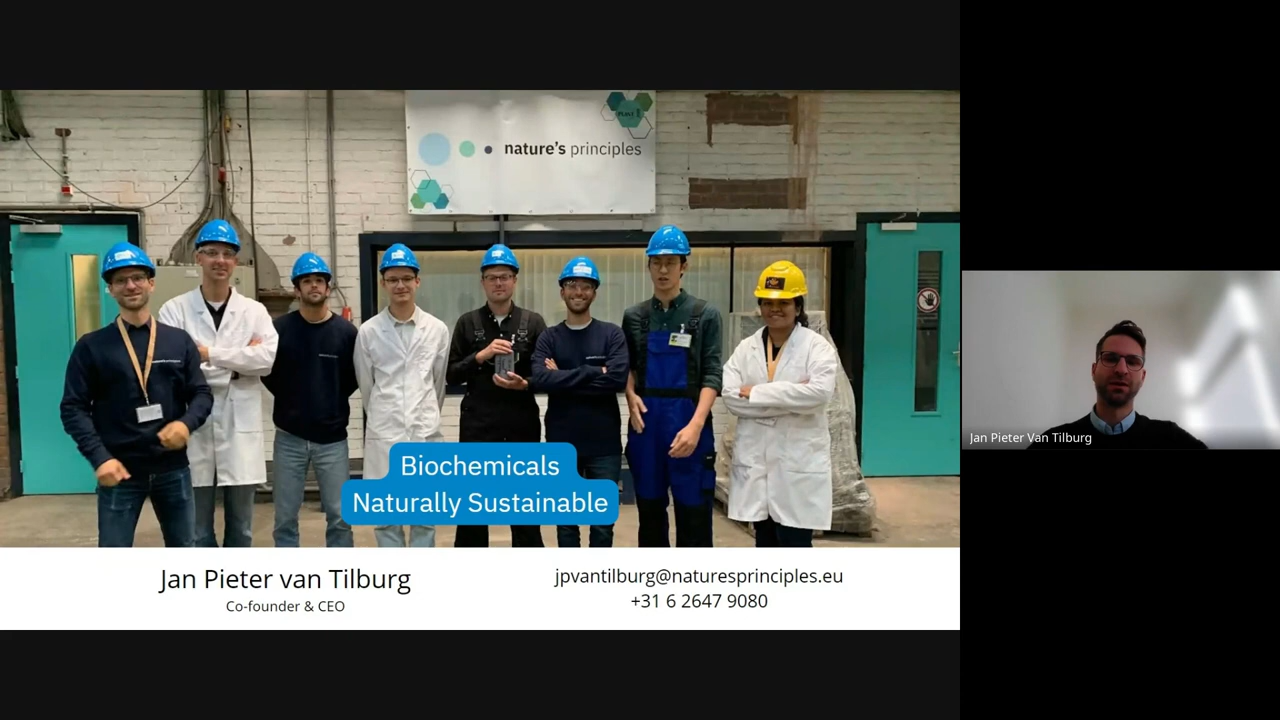 nature's principles
Biochemicals
Naturally Sustainable
Jan Pieter van Tilburg
Co-founder & CEO
jpvantilburg@naturesprinciples.eu
+31 6 2647 9080
Jan Pieter Van Tilburg